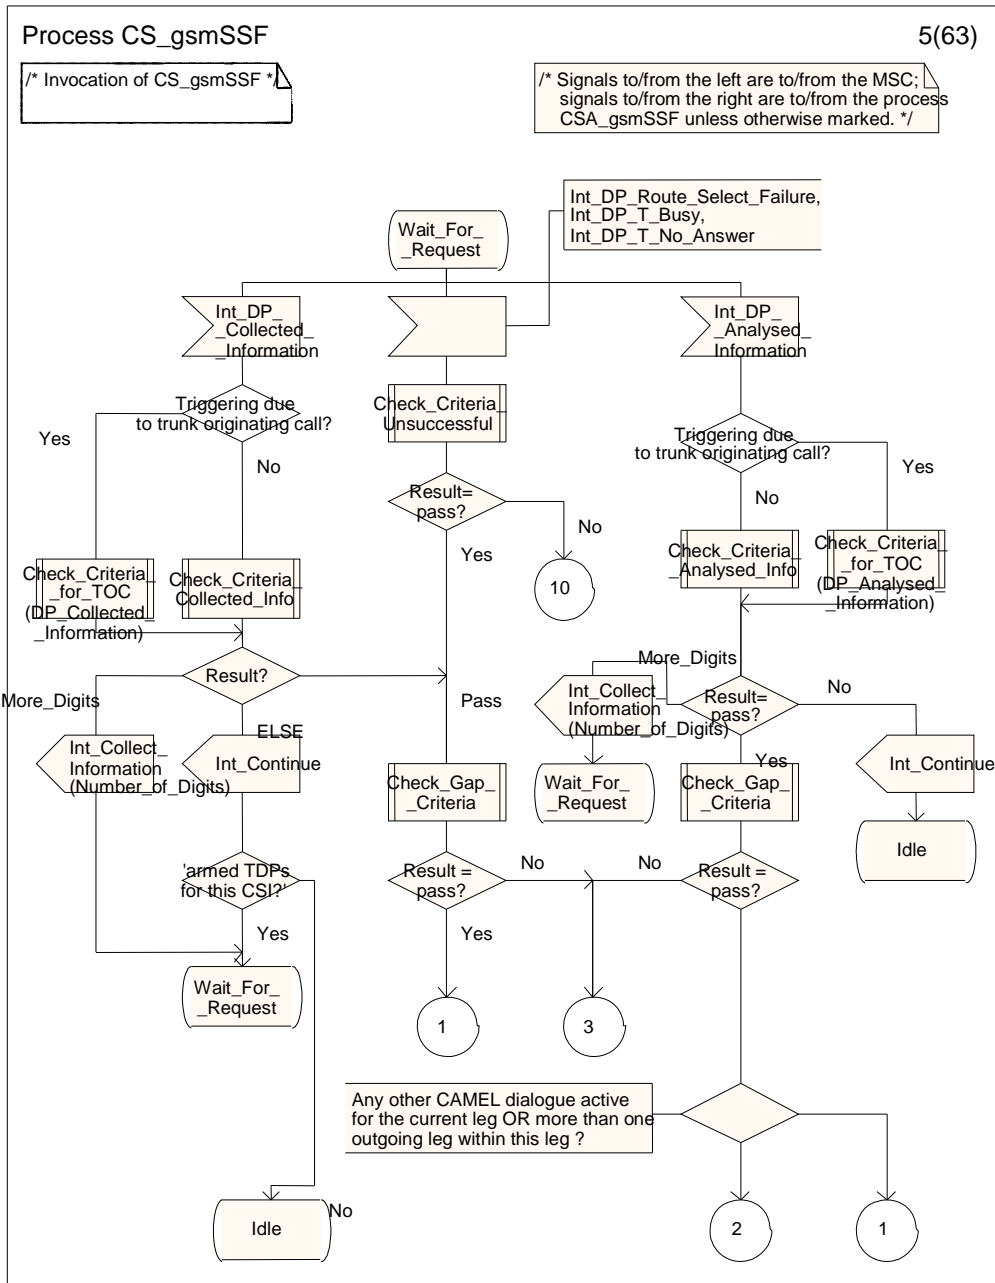 Process CS_gsmSSF
5(63)
/* Invocation of CS_gsmSSF */
/* Signals to/from the left are to/from the MSC;
signals to/from the right are to/from the process
CSA_gsmSSF unless otherwise marked. */
Int_DP_Route_Select_Failure,
Int_DP_T_Busy,
Int_DP_T_No_Answer
Wait_For_
_Request
Int_DP_
_Collected_
_Information
Int_DP_
_Analysed_
Information
Triggering due
to trunk originating call?
Yes
No
Check_Criteria_
Unsuccessful
Triggering due
to trunk originating call?
Yes
No
Result=
pass?
No
Yes
10
Check_Criteria_
_for_TOC
(DP_Collected_
_Information)
Check_Criteria_
Collected_Info
Check_Criteria_
_Analysed_Info
Check_Criteria_
_for_TOC
(DP_Analysed_
_Information)
Result?
More_Digits
Pass
ELSE
More_Digits
Result=
pass?
No
Yes
Int_Collect_
Information
(Number_of_Digits)
Int_Continue
Int_Collect_
Information
(Number_of_Digits)
Int_Continue
Check_Gap_
_Criteria
Wait_For_
_Request
Check_Gap_
_Criteria
Idle
'armed TDPs
for this CSI?'
Yes
Result =
pass?
No
Yes
No
Result =
pass?
Wait_For_
_Request
1
3
Any other CAMEL dialogue active
for the current leg OR more than one
outgoing leg within this leg ?
No
Idle
2
1